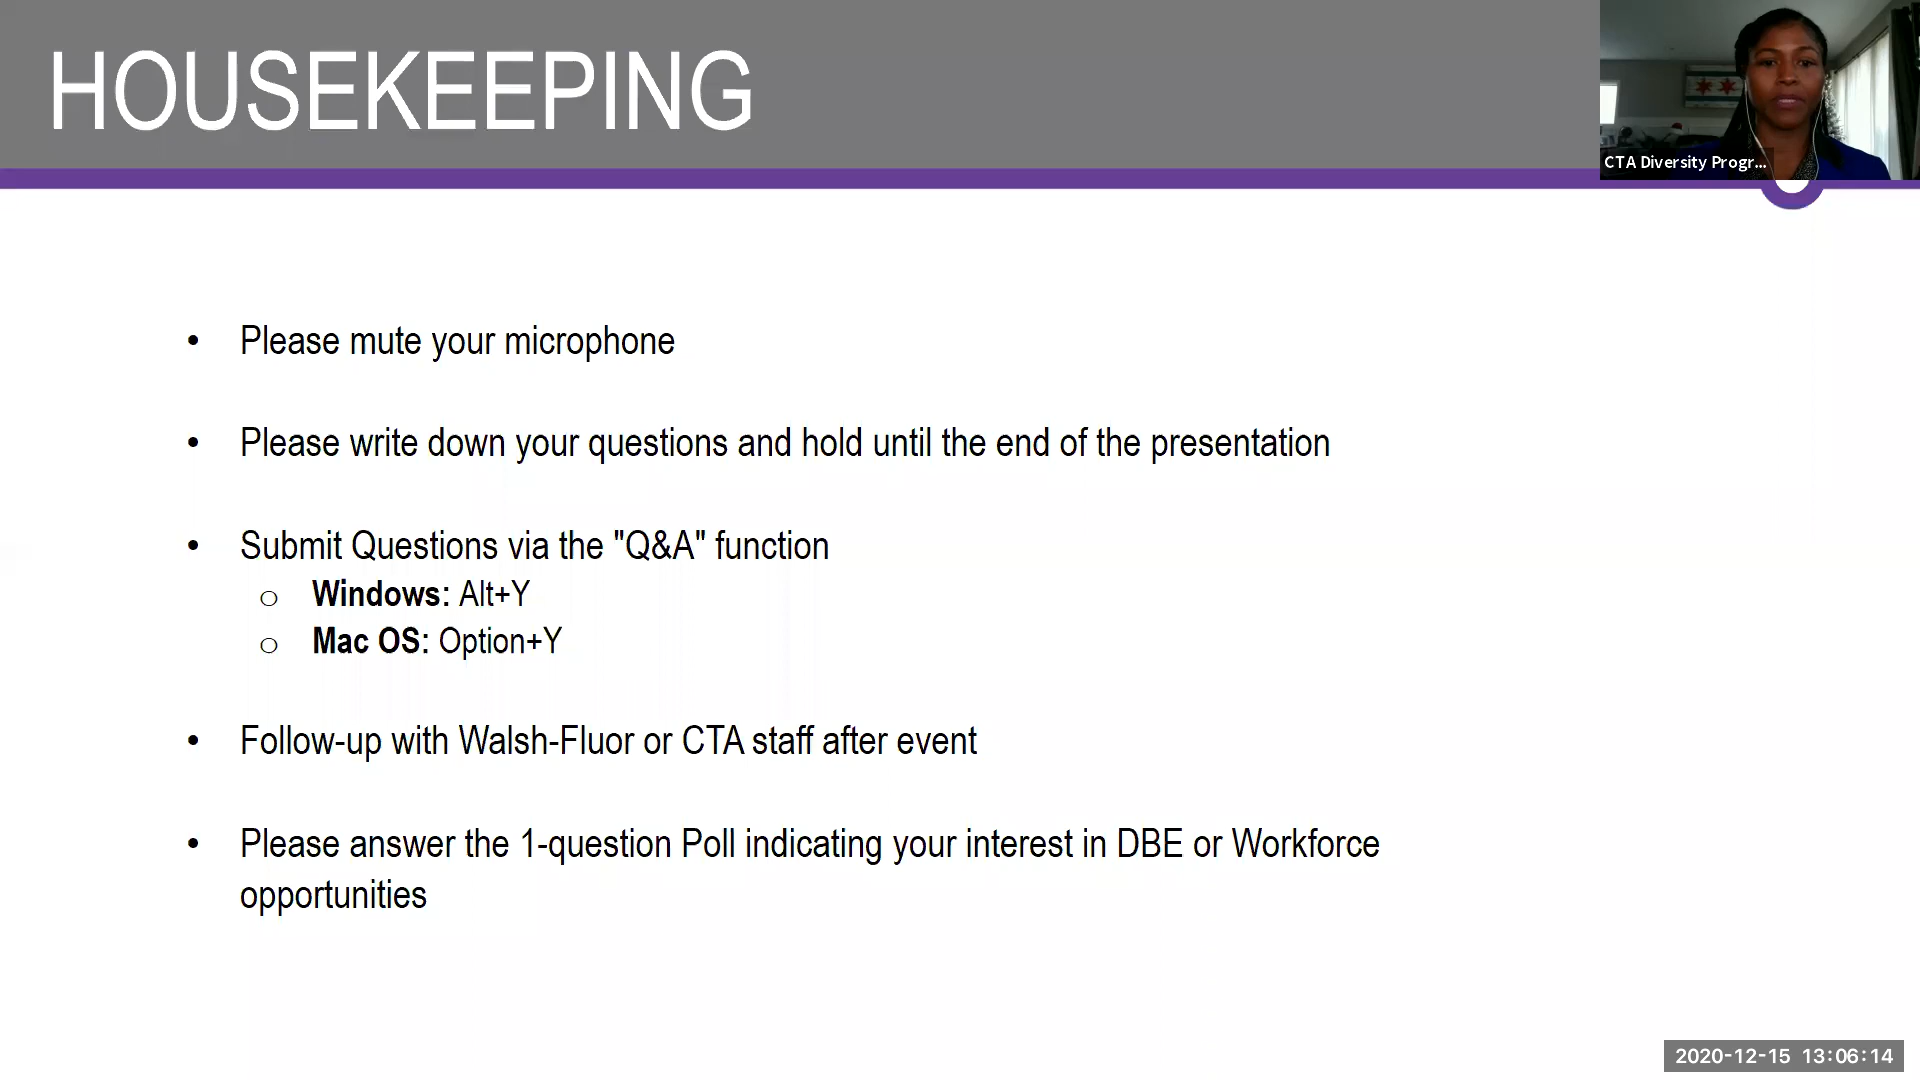 HOUSEKEEPING
CTA Diversity Progr...
• Please mute your microphone
• Please write down your questions and hold until the end of the presentation
• Submit Questions via the "Q&A" function
o Windows: Alt+Y
o Mac OS: Option+Y
• Follow-up with Walsh-Fluor or CTA staff after event
• Please answer the 1-question Poll indicating your interest in DBE or Workforce
opportunities
2020-12-15 13:06:14